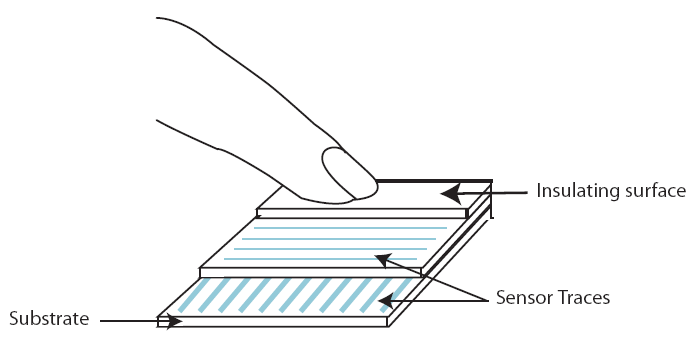 Insulating surface
Sensor Traces
Substrate